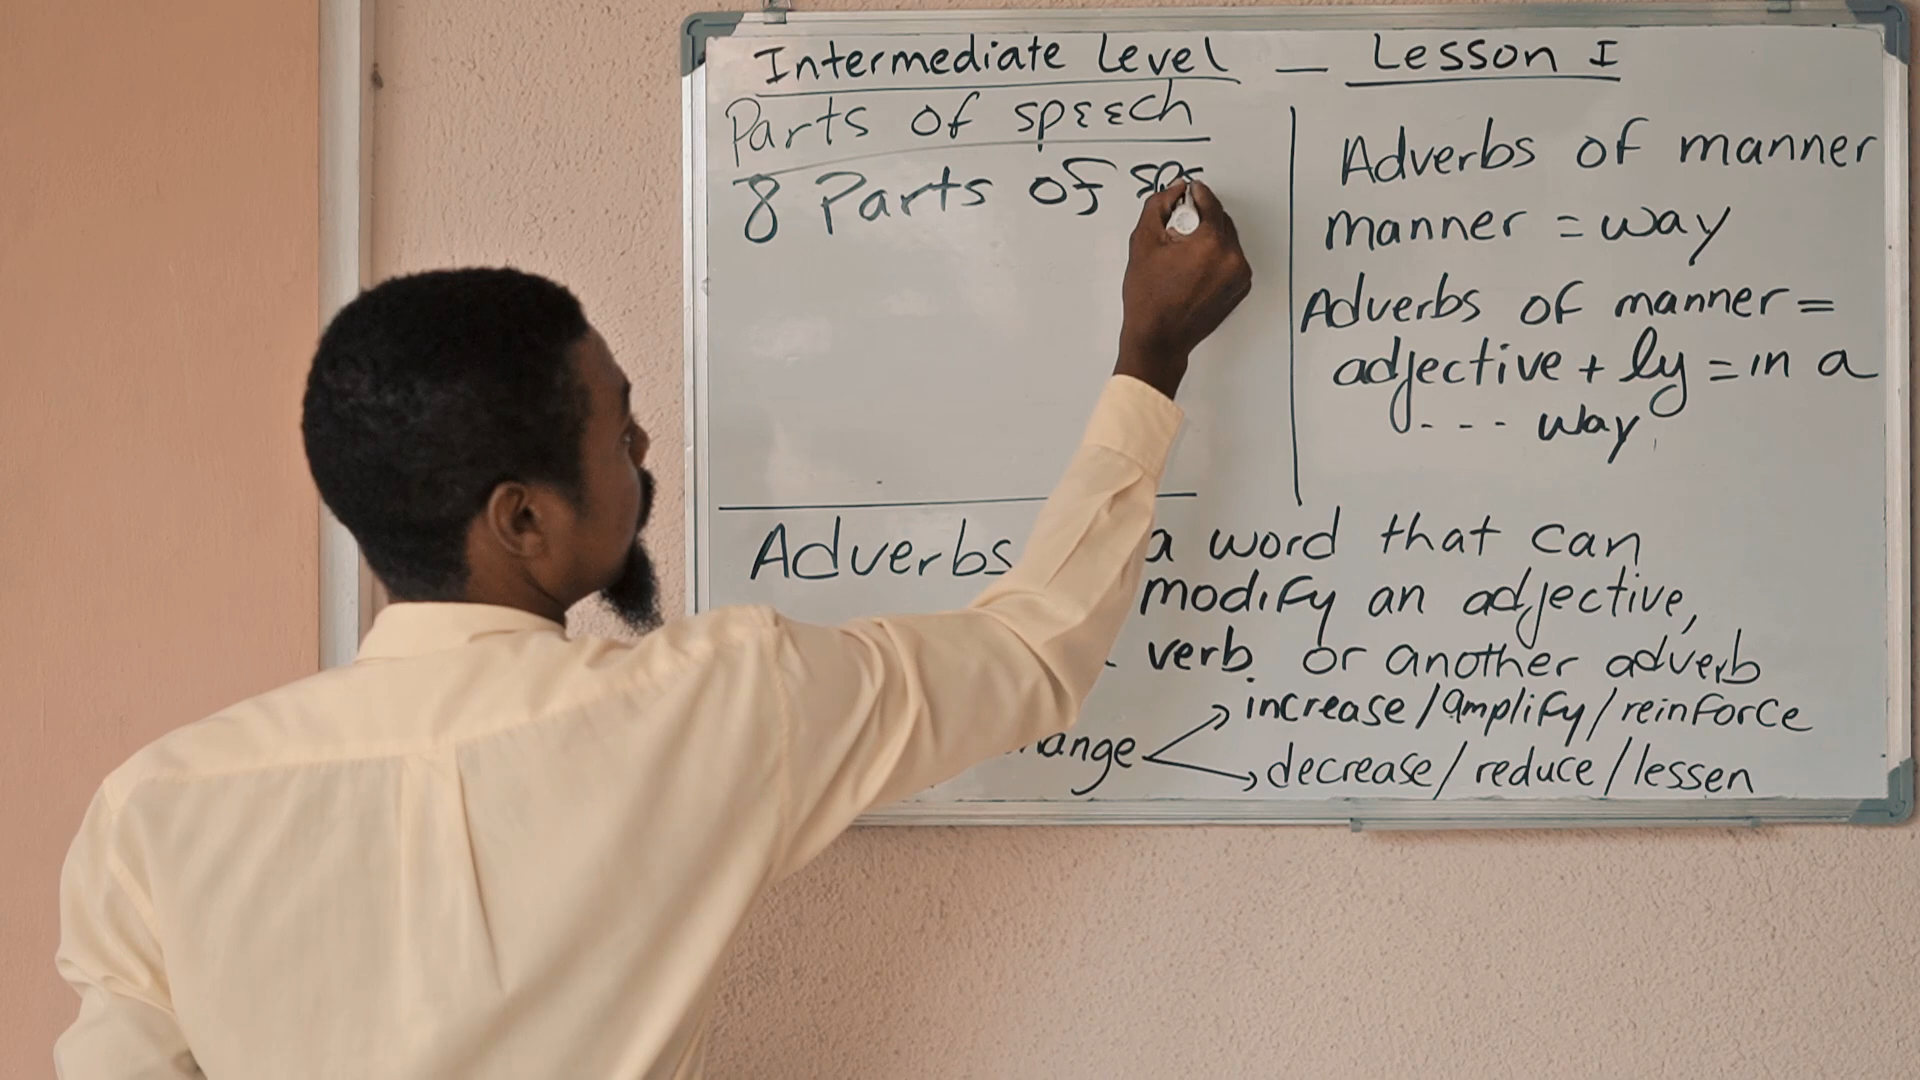 Intermediate Level — Lesson I
Parts of speech
8 Parts of
Adverbs of manner
manner = way
Adverbs of manner =
adjective + ly = in a
---- way
Adverbs a word that can
modify an adjective,
verb or another adverb
increase/amplify/reinforce
decrease/reduce/lessen